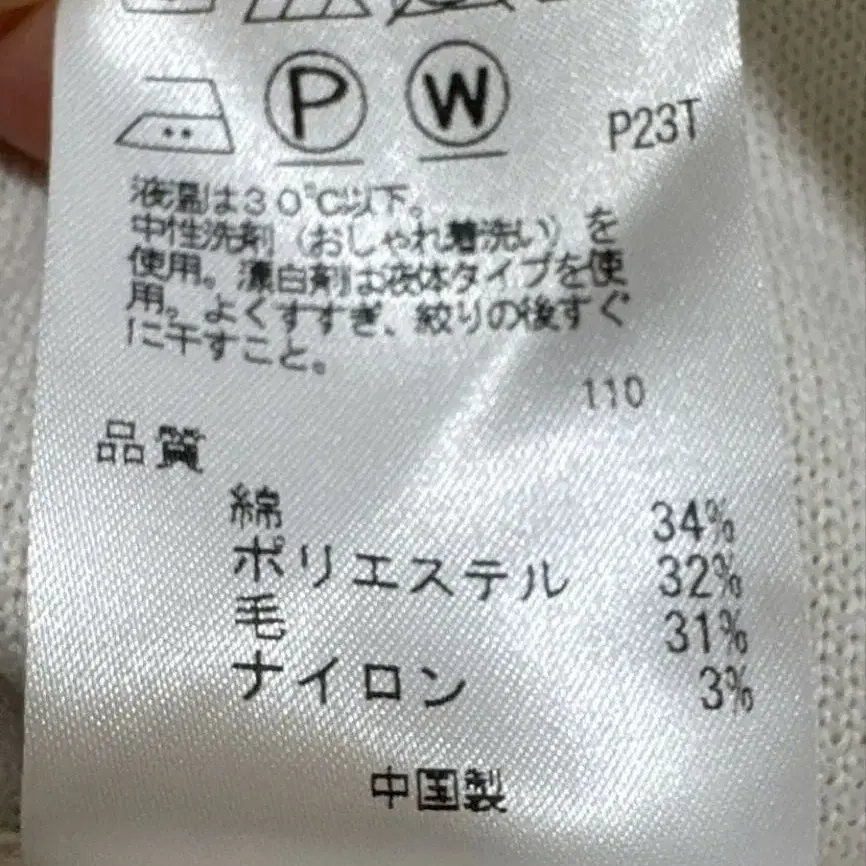 P W P23T
液温は30℃以下。
中性洗剤(おしゃれ着洗い)を
使用。漂白剤は液体タイプを使
用。よくすすぎ、絞りの後すぐ
に干すこと。
110
品質
綿 34%
ポリエステル 32%
毛 31%
ナイロン 3%
中国製